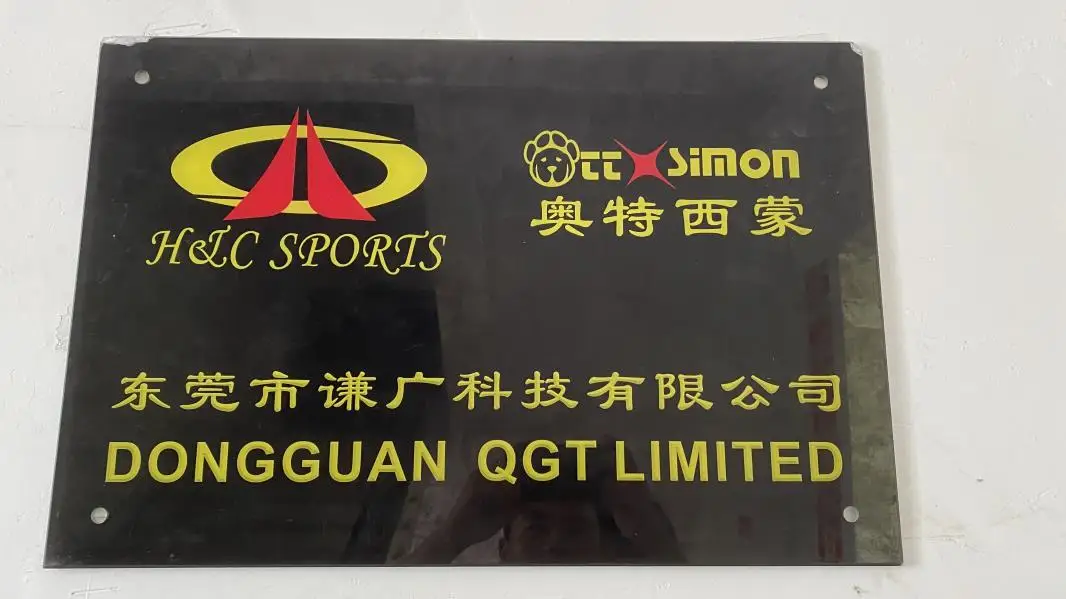 H&C SPORTS
Ott Simon
奥特西蒙
东莞市谦广科技有限公司
DONGGUAN QGT LIMITED